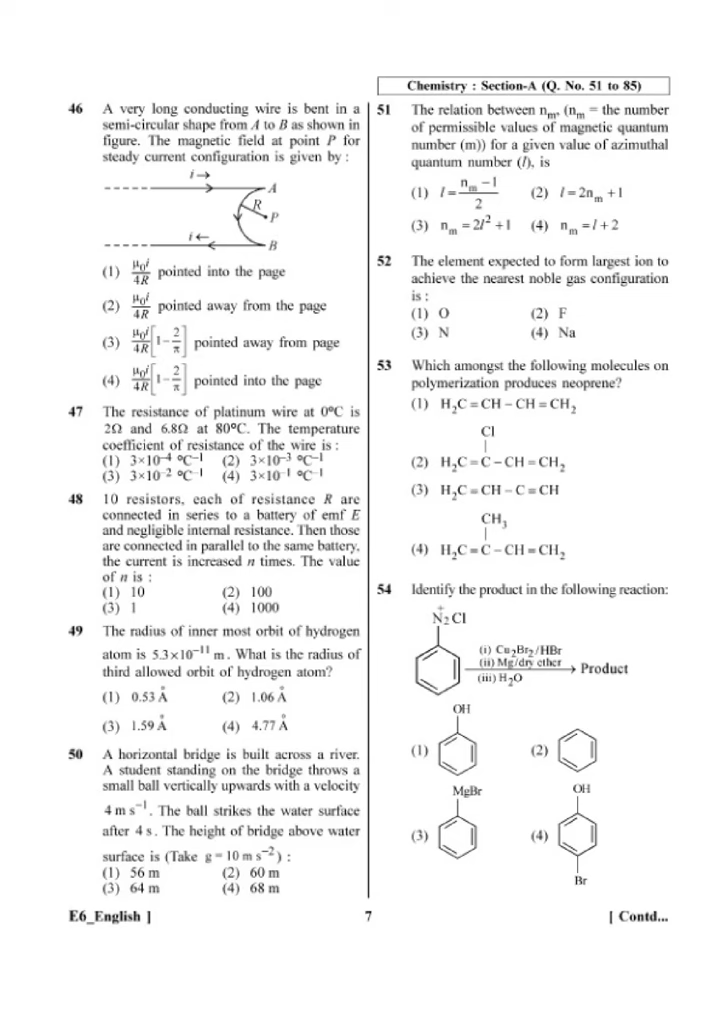 46 A very long conducting wire is bent in a
semi-circular shape from A to B as shown in
figure. The magnetic field at point P for
steady current configuration is given by :
i→
A
R
P
i←
B
(1) μ₀i/4R pointed into the page
(2) μ₀i/4R pointed away from the page
(3) μ₀i/4R [1 − 2/π] pointed away from page
(4) μ₀i/4R [1 − 2/π] pointed into the page
47 The resistance of platinum wire at 0°C is
2Ω and 6.8Ω at 80°C. The temperature
coefficient of resistance of the wire is :
(1) 3×10⁻⁴ °C⁻¹ (2) 3×10⁻³ °C⁻¹
(3) 3×10⁻² °C⁻¹ (4) 3×10⁻¹ °C⁻¹
48 10 resistors, each of resistance R are
connected in series to a battery of emf E
and negligible internal resistance. Then those
are connected in parallel to the same battery,
the current is increased n times. The value
of n is :
(1) 10 (2) 100
(3) 1 (4) 1000
49 The radius of inner most orbit of hydrogen
atom is 5.3×10⁻¹¹ m. What is the radius of
third allowed orbit of hydrogen atom?
(1) 0.53 Å (2) 1.06 Å
(3) 1.59 Å (4) 4.77 Å
50 A horizontal bridge is built across a river.
A student standing on the bridge throws a
small ball vertically upwards with a velocity
4 m s⁻¹. The ball strikes the water surface
after 4 s. The height of bridge above water
surface is (Take g = 10 m s⁻²) :
(1) 56 m (2) 60 m
(3) 64 m (4) 68 m
Chemistry : Section-A (Q. No. 51 to 85)
51 The relation between nₘ, (nₘ = the number
of permissible values of magnetic quantum
number (m)) for a given value of azimuthal
quantum number (l), is
(1) l = (nₘ − 1)/2 (2) l = 2nₘ + 1
(3) nₘ = 2l² + 1 (4) nₘ = l + 2
52 The element expected to form largest ion to
achieve the nearest noble gas configuration
is :
(1) O (2) F
(3) N (4) Na
53 Which amongst the following molecules on
polymerization produces neoprene?
(1) H₂C = CH − CH = CH₂
Cl
(2) H₂C = C − CH = CH₂
(3) H₂C = CH − C ≡ CH
CH₃
(4) H₂C = C − CH = CH₂
54 Identify the product in the following reaction:
N⁺₂ Cl
(i) Cu₂Br₂/HBr
(ii) Mg/dry ether
(iii) H₂O
Product
OH
(1) (2)
MgBr OH
(3) (4)
Br
E6_English ] 7 [ Contd...